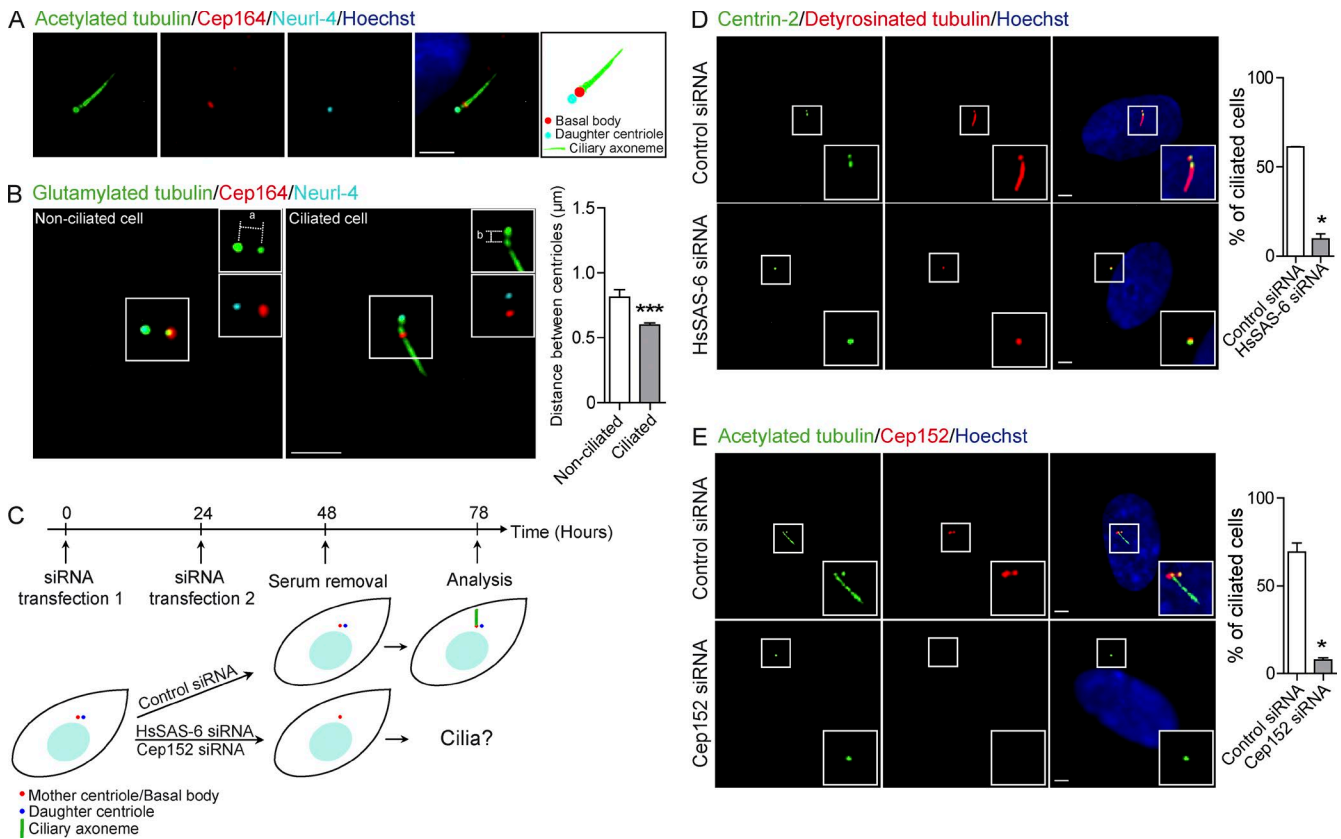 A
Acetylated tubulin/Cep164/Neurl-4/Hoechst
Basal body
Daughter centriole
Ciliary axoneme
B
Glutamylated tubulin/Cep164/Neurl-4
Non-ciliated cell
a
Ciliated cell
b
Distance between centrioles (µm)
1.5
1.0
0.5
0
***
Non-ciliated
Ciliated
C
0
24
48
78
Time (Hours)
siRNA
transfection 1
siRNA
transfection 2
Serum removal
Analysis
Control siRNA
HsSAS-6 siRNA
Cep152 siRNA
Cilia?
Mother centriole/Basal body
Daughter centriole
Ciliary axoneme
D
Centrin-2/Detyrosinated tubulin/Hoechst
Control siRNA
HsSAS-6 siRNA
% of ciliated cells
100
50
0
*
Control siRNA
HsSAS-6 siRNA
E
Acetylated tubulin/Cep152/Hoechst
Control siRNA
Cep152 siRNA
% of ciliated cells
100
50
0
*
Control siRNA
Cep152 siRNA